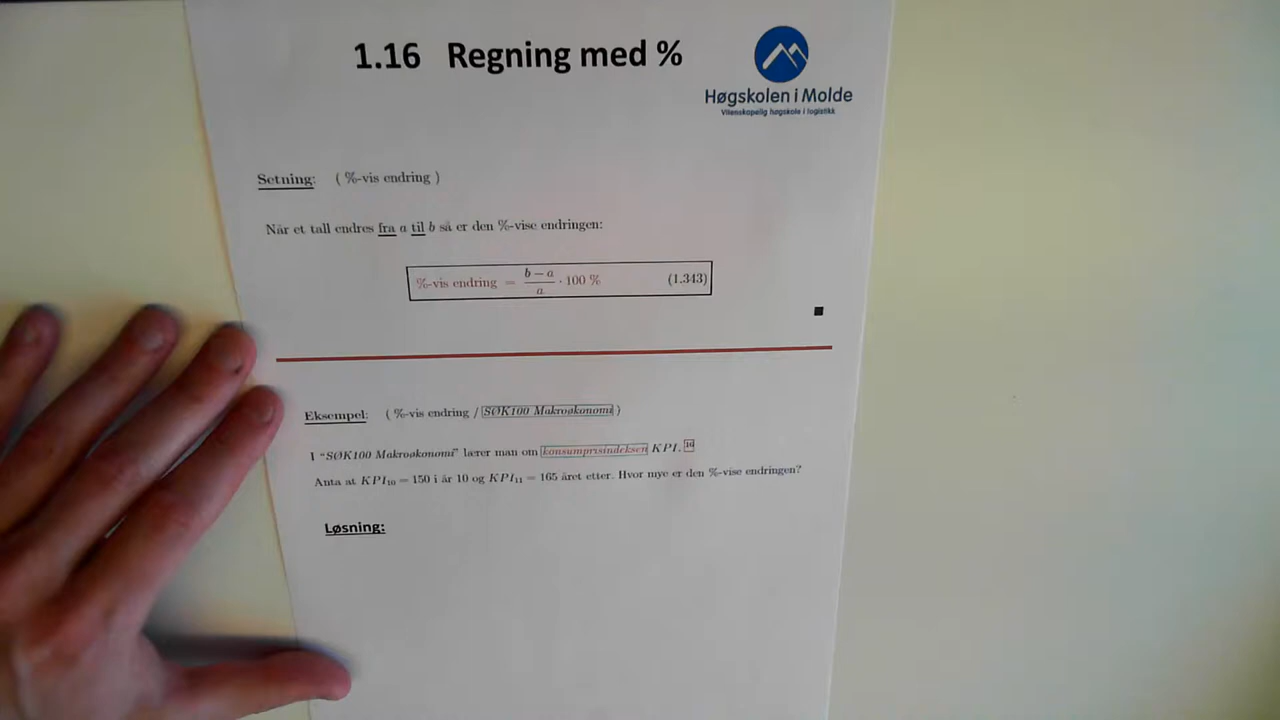 1.16 Regning med %
Høgskolen i Molde
Vitenskapelig høgskole i logistikk
Setning: ( %-vis endring )
Når et tall endres fra a til b så er den %-vise endringen:
%-vis endring = \frac{b − a}{a} · 100 % (1.343)
Eksempel: ( %-vis endring / SØK100 Makroøkonomi )
I “SØK100 Makroøkonomi” lærer man om konsumprisindeksen KPI.
Anta at KPI₁₀ = 150 i år 10 og KPI₁₁ = 165 året etter. Hvor mye er den %-vise endringen?
Løsning: